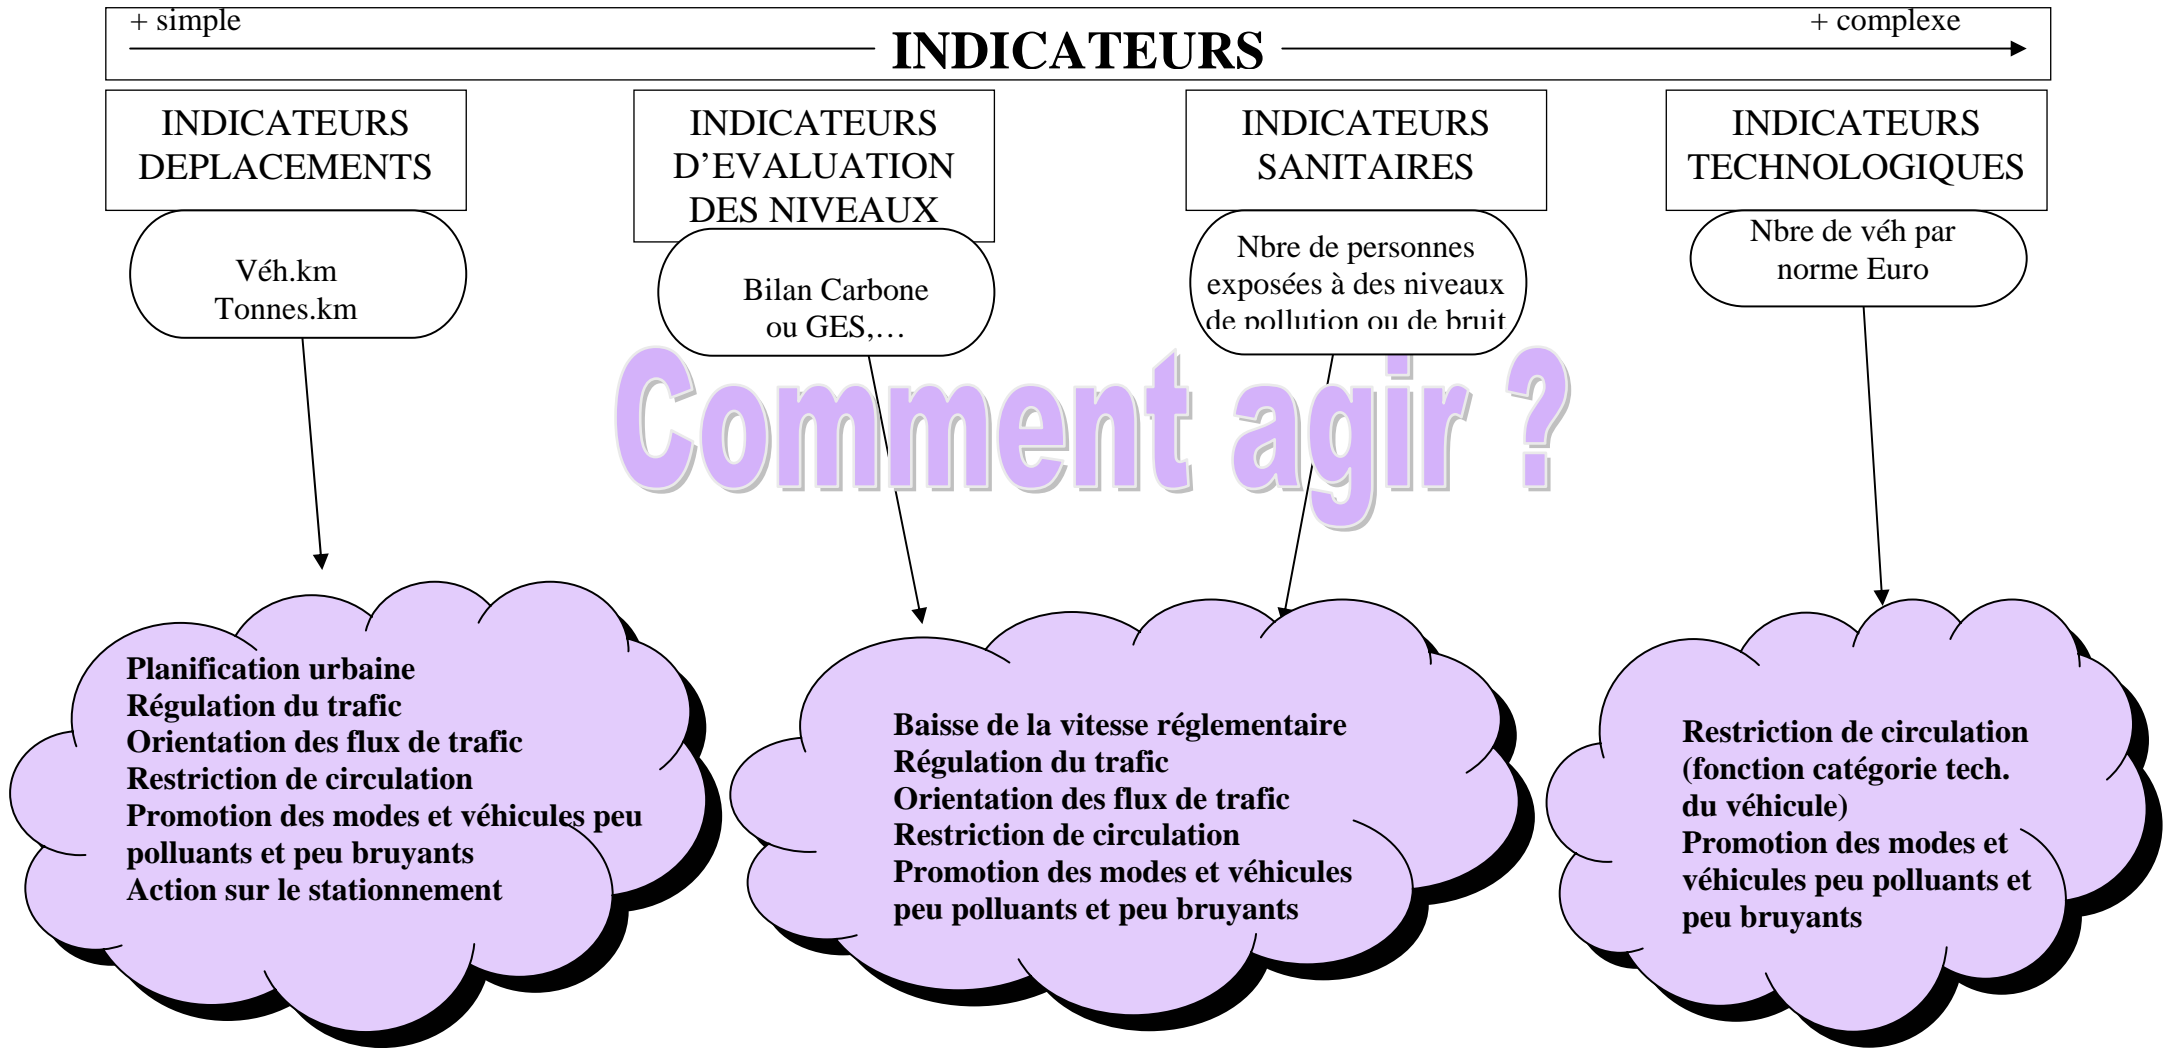 + simple
+ complexe
INDICATEURS
INDICATEURS
DEPLACEMENTS
INDICATEURS
D’EVALUATION
DES NIVEAUX
INDICATEURS
SANITAIRES
INDICATEURS
TECHNOLOGIQUES
Véh.km
Tonnes.km
Bilan Carbone
ou GES,…
Nbre de personnes
exposées à des niveaux
de pollution ou de bruit
Nbre de véh par
norme Euro
Comment agir ?
Planification urbaine
Régulation du trafic
Orientation des flux de trafic
Restriction de circulation
Promotion des modes et véhicules peu
polluants et peu bruyants
Action sur le stationnement
Baisse de la vitesse réglementaire
Régulation du trafic
Orientation des flux de trafic
Restriction de circulation
Promotion des modes et véhicules
peu polluants et peu bruyants
Restriction de circulation
(fonction catégorie tech.
du véhicule)
Promotion des modes et
véhicules peu polluants et
peu bruyants